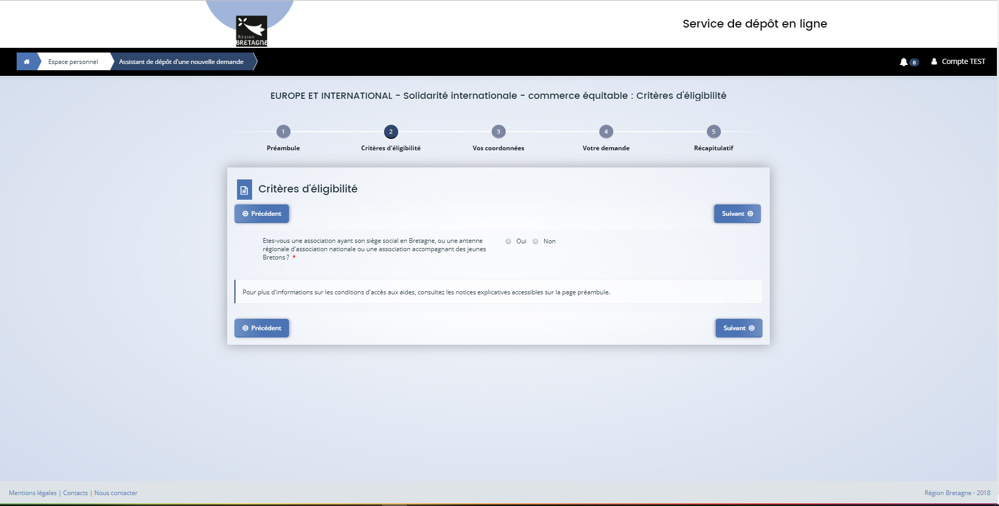 Région
BRETAGNE
Service de dépôt en ligne
Espace personnel
Assistant de dépôt d'une nouvelle demande
0
Compte TEST
EUROPE ET INTERNATIONAL - Solidarité internationale - commerce équitable : Critères d'éligibilité
1
2
3
4
5
Préambule
Critères d'éligibilité
Vos coordonnées
Votre demande
Récapitulatif
Critères d'éligibilité
Précédent
Suivant
Etes-vous une association ayant son siège social en Bretagne, ou une antenne
régionale d'association nationale ou une association accompagnant des jeunes
Bretons ? *
Oui
Non
Pour plus d'informations sur les conditions d'accès aux aides, consultez les notices explicatives accessibles sur la page préambule.
Précédent
Suivant
Mentions légales | Contacts | Nous contacter
Région Bretagne - 2018